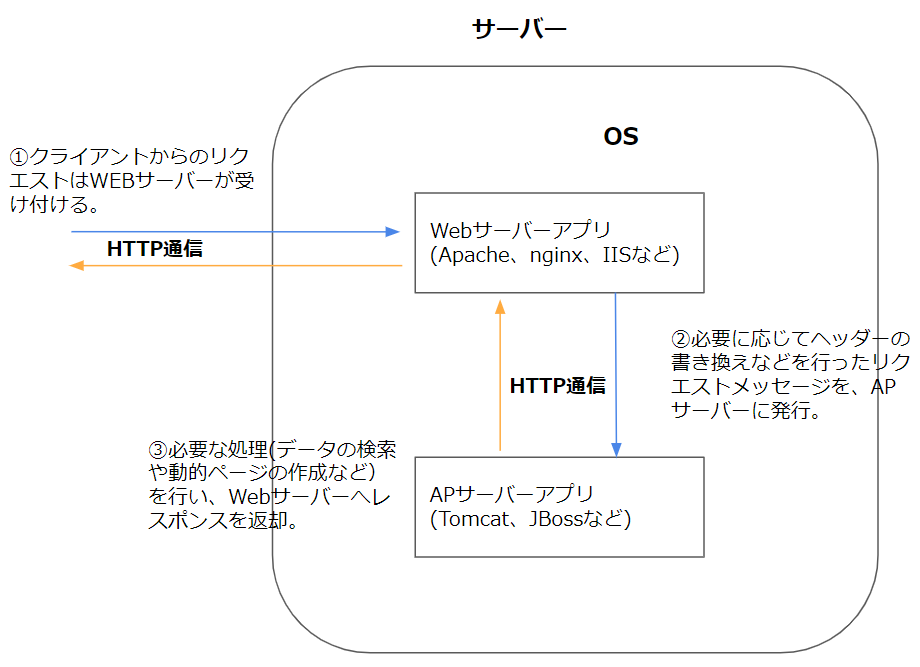 サーバー
OS
①クライアントからのリク
エストはWEBサーバーが受
け付ける。
HTTP通信
Webサーバーアプリ
(Apache、nginx、IISなど)
②必要に応じてヘッダーの
書き換えなどを行ったリク
エストメッセージを、AP
サーバーに発行。
HTTP通信
③必要な処理(データの検索
や動的ページの作成など）
を行い、Webサーバーへレ
スポンスを返却。
APサーバーアプリ
(Tomcat、JBossなど)